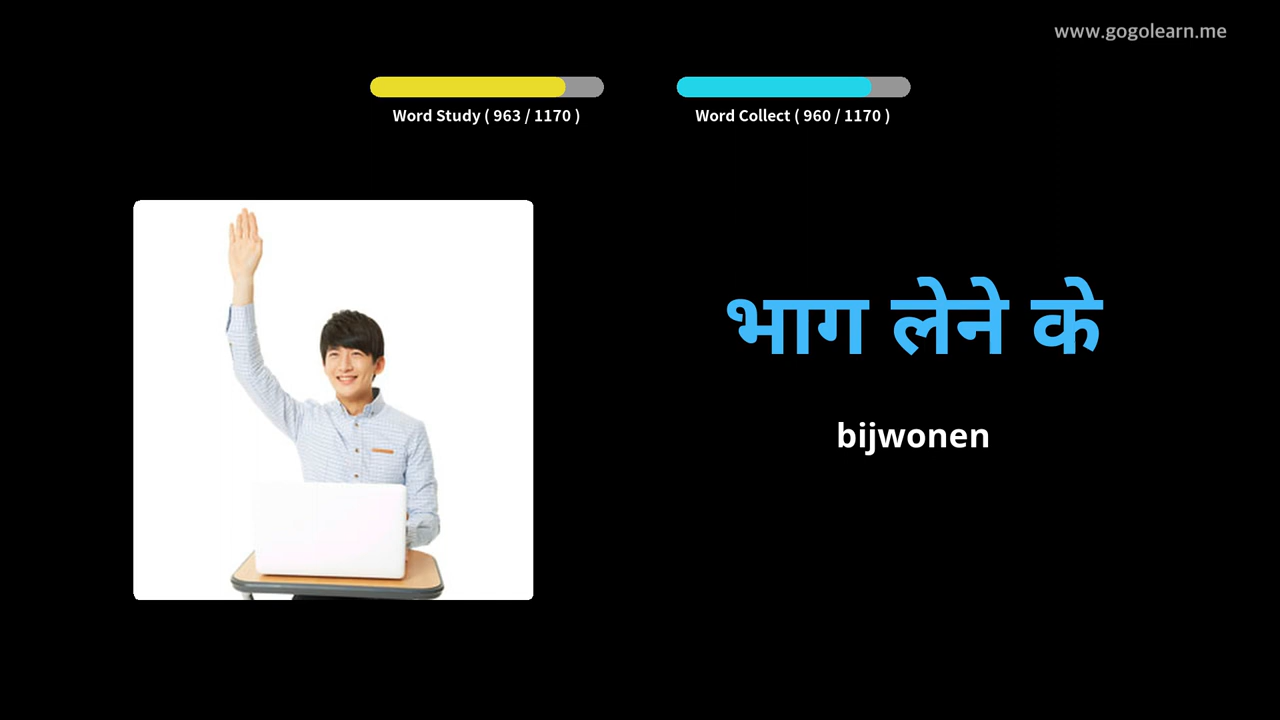 www.gogolearn.me
Word Study ( 963 / 1170 )
Word Collect ( 960 / 1170 )
भाग लेने के
bijwonen